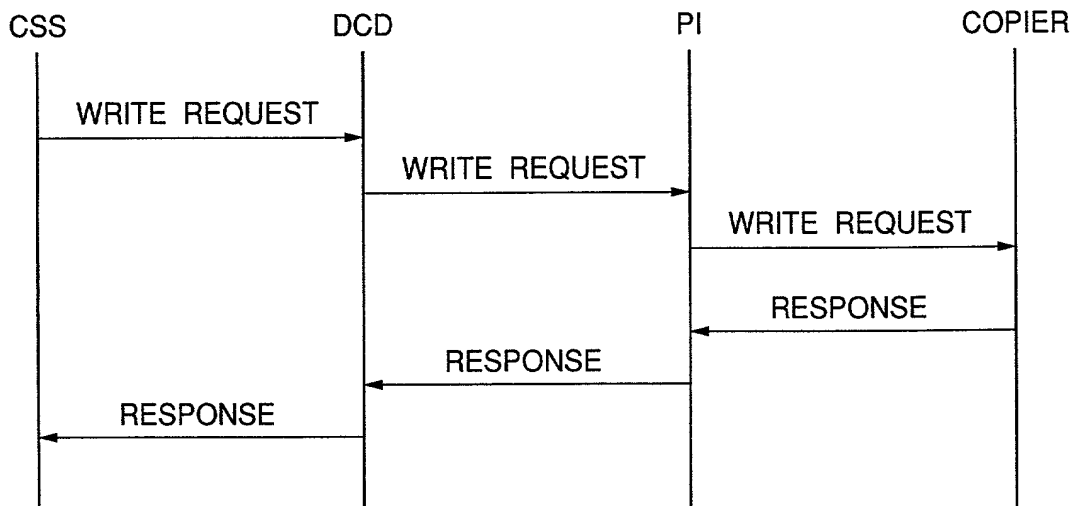 CSS DCD PI COPIER
WRITE REQUEST
WRITE REQUEST
WRITE REQUEST
RESPONSE
RESPONSE
RESPONSE